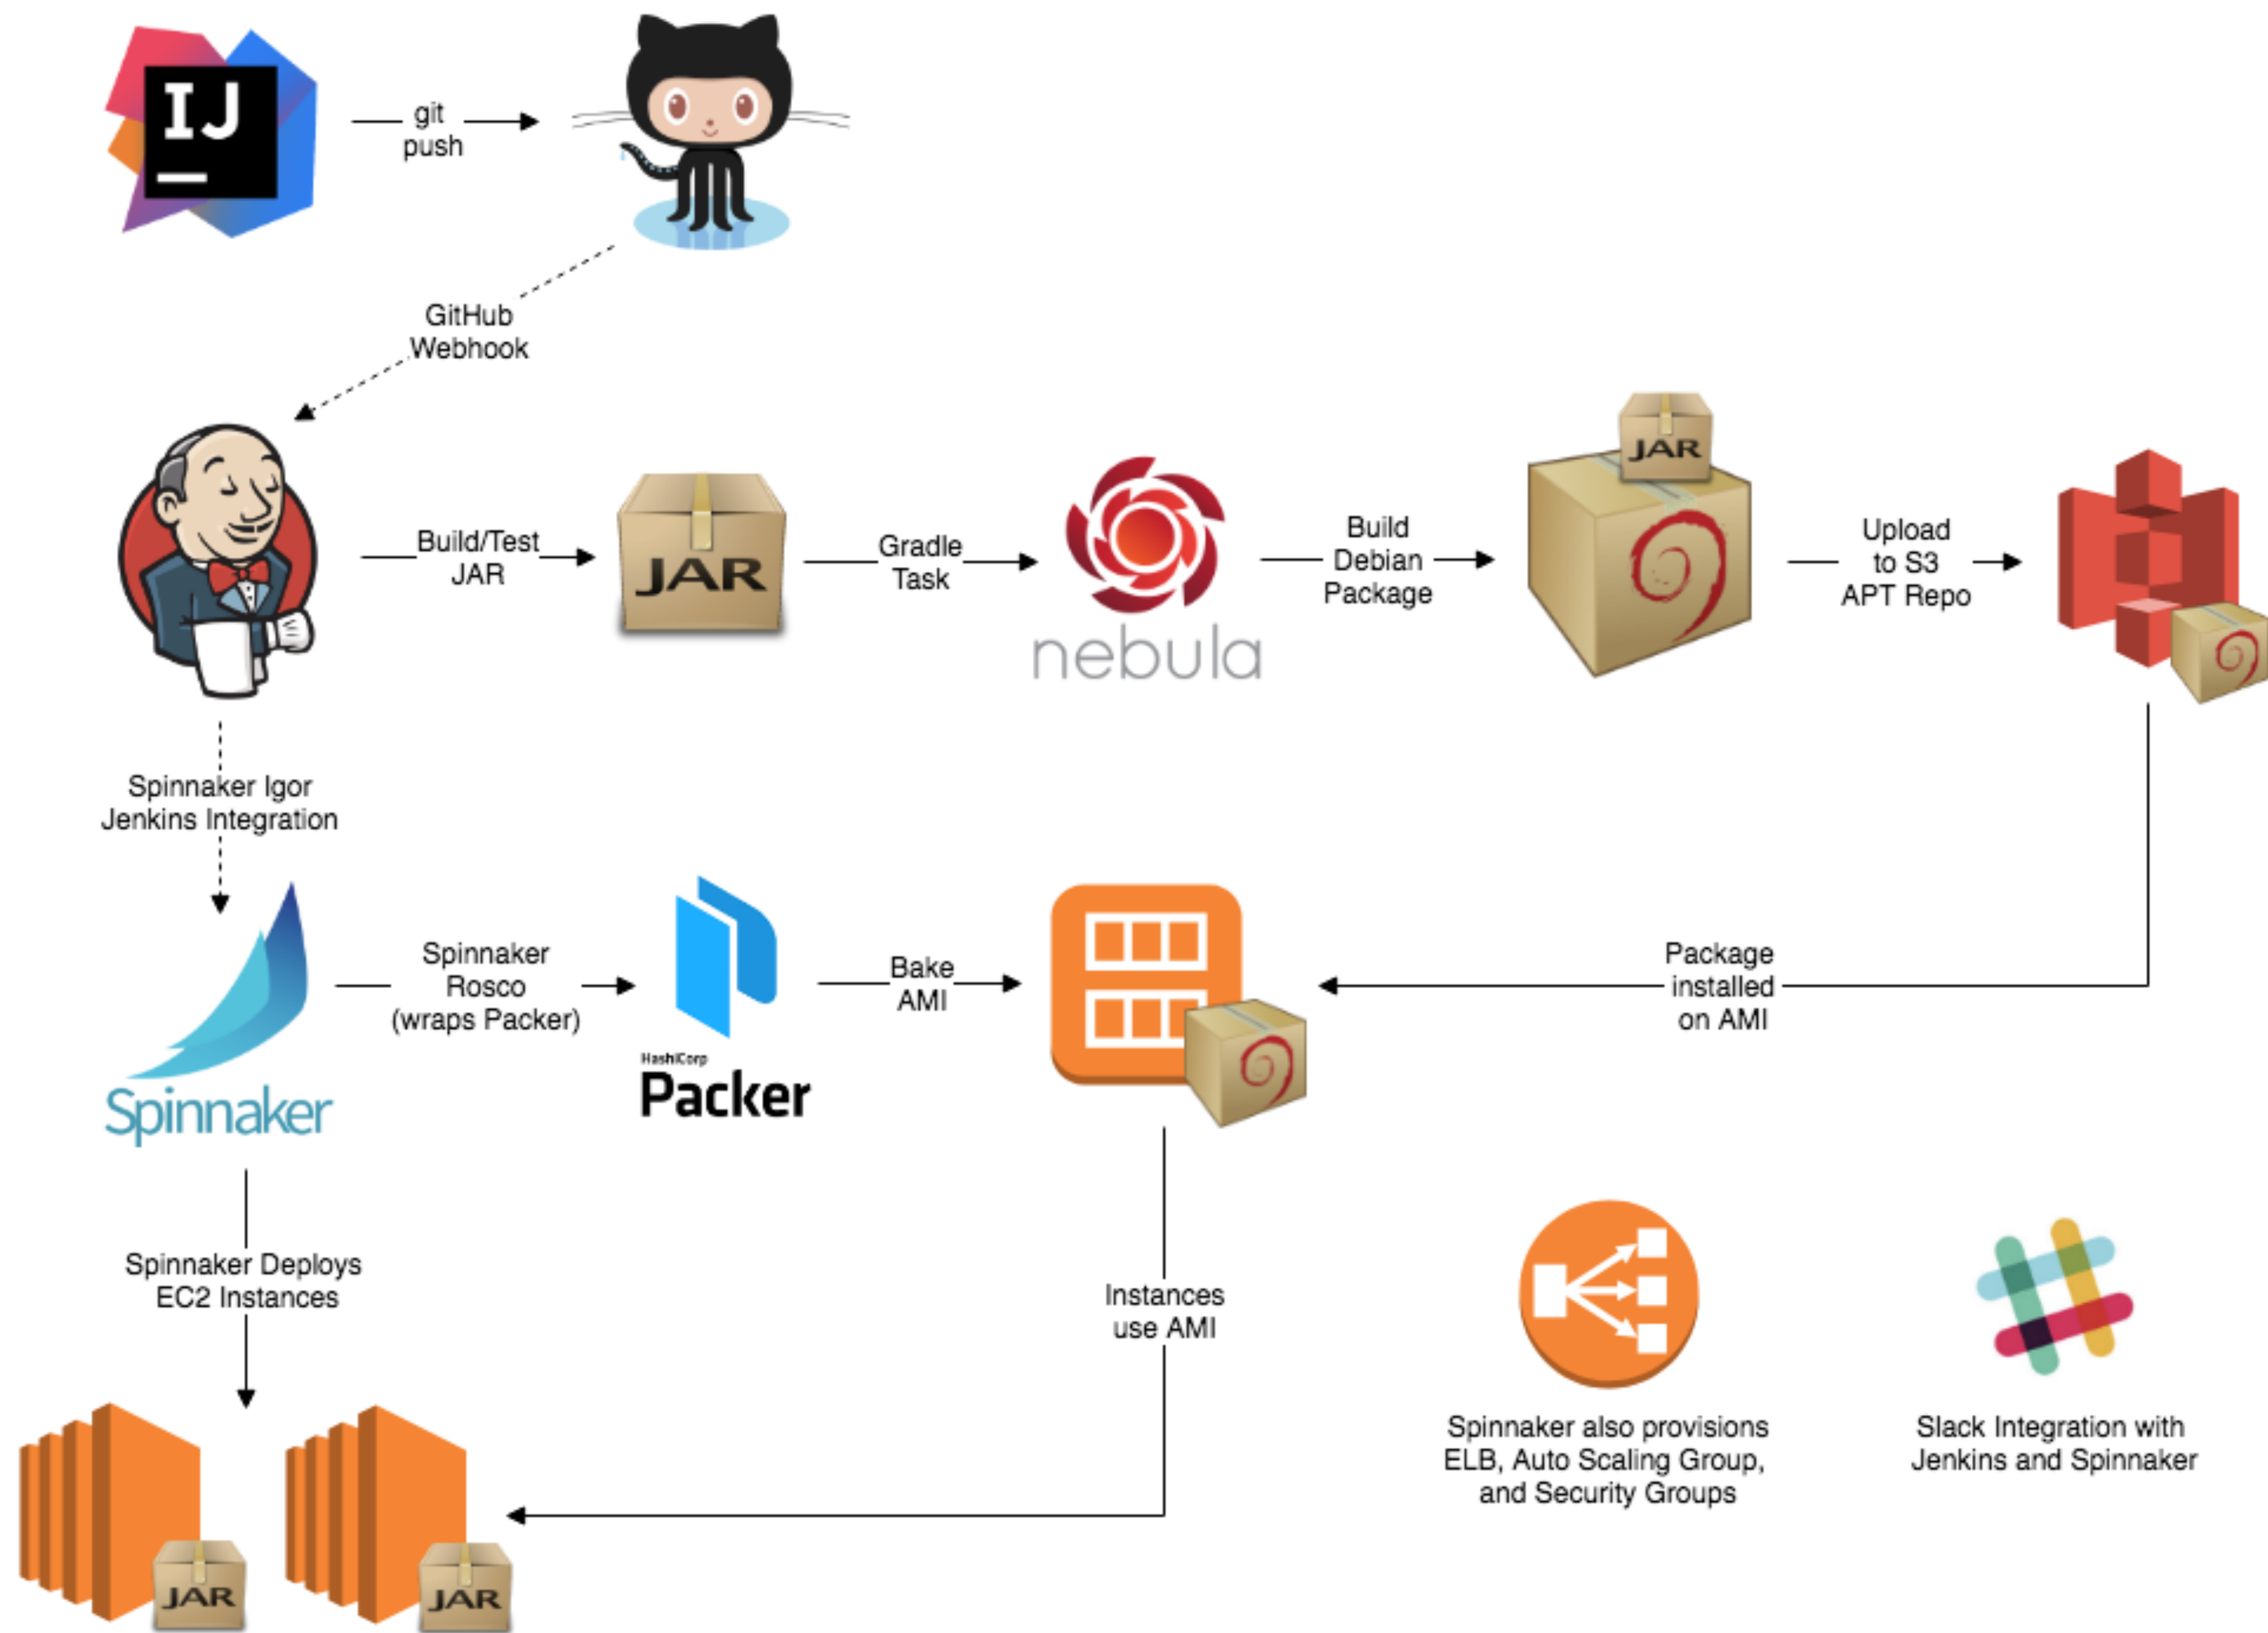 IJ
git
push
GitHub
Webhook
Build/Test
JAR
JAR
Gradle
Task
nebula
Build
Debian
Package
JAR
Upload
to S3
APT Repo
Spinnaker Igor
Jenkins Integration
Spinnaker
Spinnaker
Rosco
(wraps Packer)
HashiCorp
Packer
Bake
AMI
Package
installed
on AMI
Spinnaker Deploys
EC2 Instances
Instances
use AMI
Spinnaker also provisions
ELB, Auto Scaling Group,
and Security Groups
Slack Integration with
Jenkins and Spinnaker
JAR
JAR